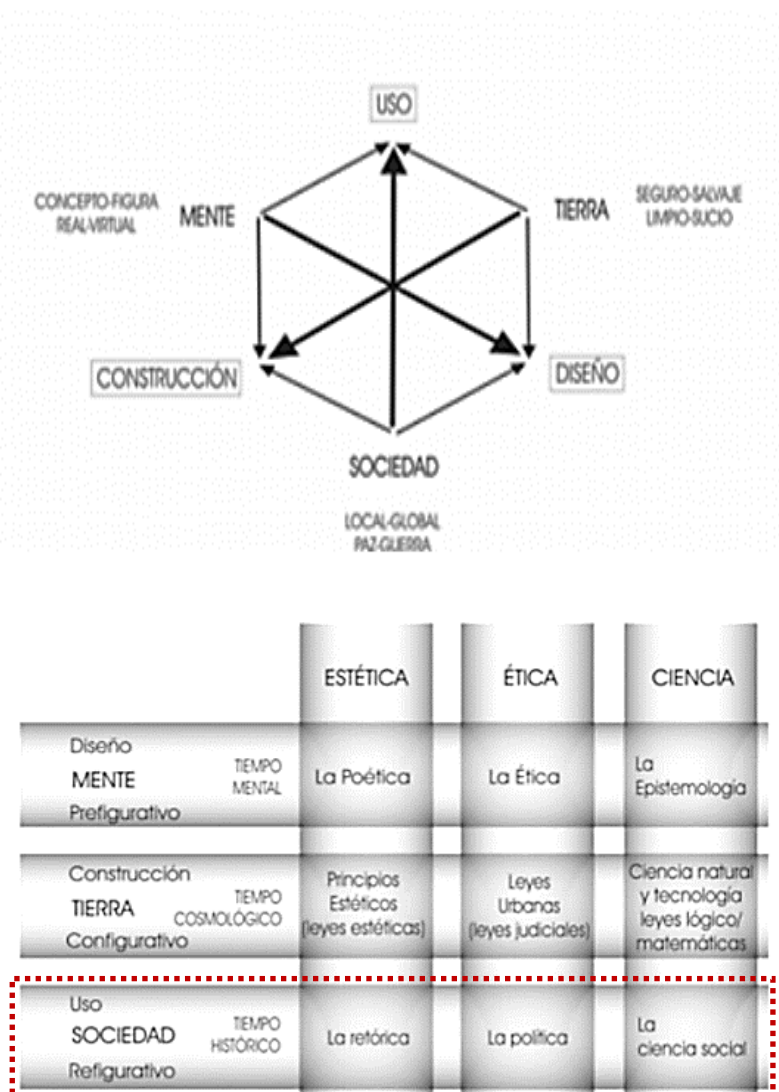 USO
CONCEPTO-FIGURA
REAL-VIRTUAL
MENTE
TIERRA
SEGURO-SALVAJE
LIMPIO-SUCIO
CONSTRUCCIÓN
DISEÑO
SOCIEDAD
LOCAL-GLOBAL
PAZ-GUERRA
ESTÉTICA
ÉTICA
CIENCIA
Diseño
MENTE
Prefigurativo
TIEMPO
MENTAL
La Poética
La Ética
La
Epistemología
Construcción
TIERRA
Configurativo
TIEMPO
COSMOLÓGICO
Principios
Estéticos
(leyes estéticas)
Leyes
Urbanas
(leyes judiciales)
Ciencia natural
y tecnología
leyes lógico/
matemáticas
Uso
SOCIEDAD
Refigurativo
TIEMPO
HISTÓRICO
La retórica
La política
La
ciencia social